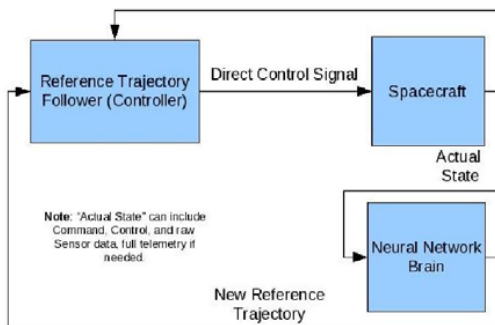 Reference Trajectory
Follower (Controller)
Direct Control Signal
Spacecraft
Actual
State
Note: "Actual State" can include
Command, Control, and raw
Sensor data, full telemetry if
needed.
Neural Network
Brain
New Reference
Trajectory